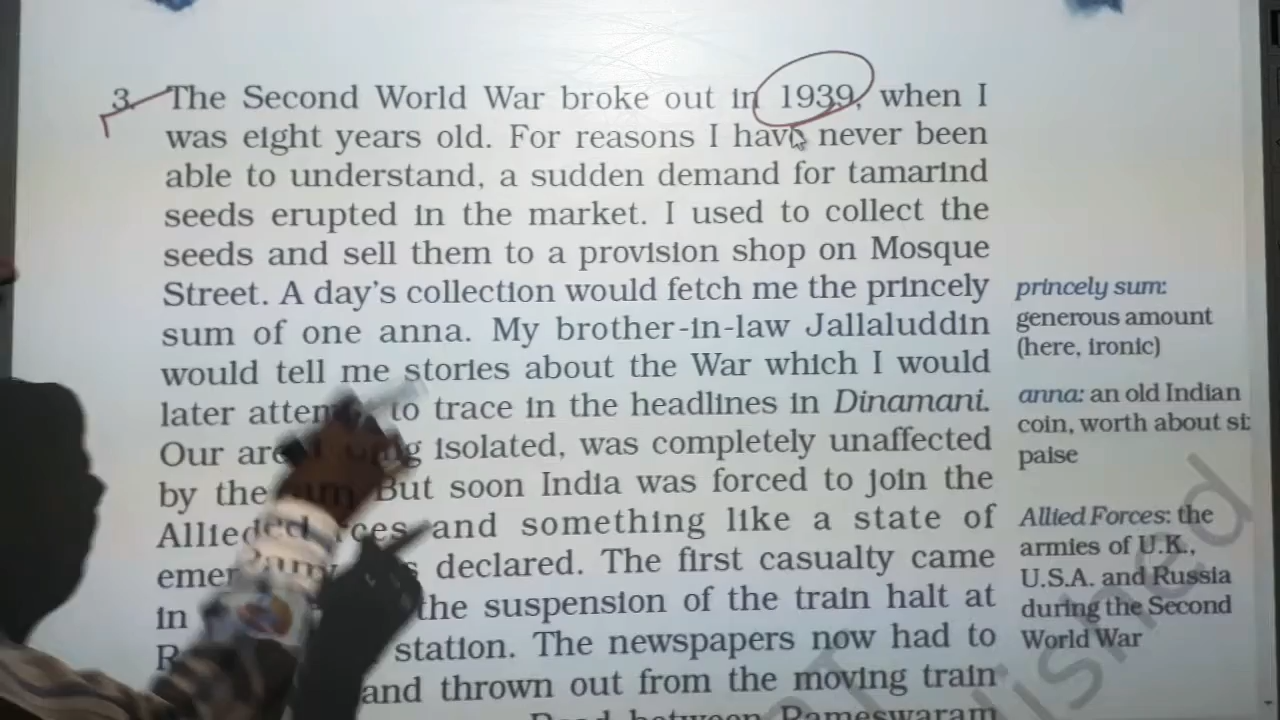 3. The Second World War broke out in 1939, when I
was eight years old. For reasons I have never been
able to understand, a sudden demand for tamarind
seeds erupted in the market. I used to collect the
seeds and sell them to a provision shop on Mosque
Street. A day's collection would fetch me the princely
sum of one anna. My brother-in-law Jallaluddin
would tell me stories about the War which I would
later to trace in the headlines in Dinamani.
Our isolated, was completely unaffected
by the But soon India was forced to join the
Allied and something like a state of
declared. The first casualty came
in the suspension of the train halt at
station. The newspapers now had to
and thrown out from the moving train
between Rameswaram
princely sum:
generous amount
(here, ironic)
anna: an old Indian
coin, worth about
paise
Allied Forces: the
armies of U.K.,
U.S.A. and Russia
during the Second
World War